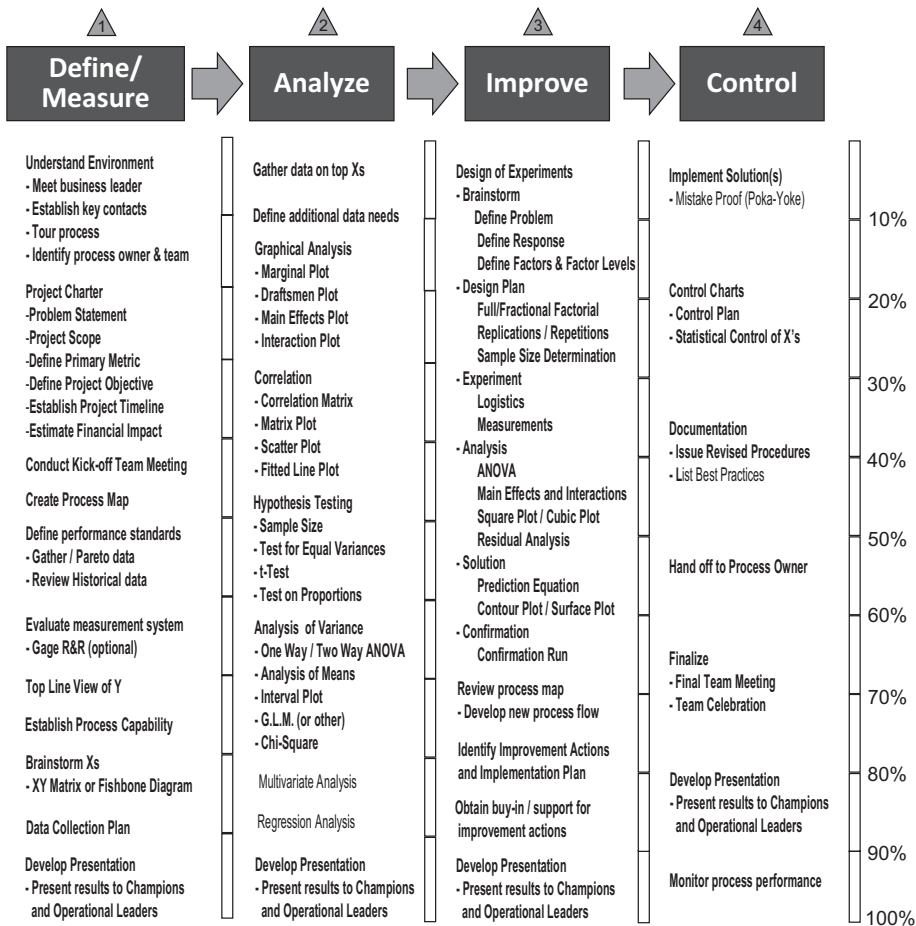 1
2
3
4
Define/
Measure
Analyze
Improve
Control
Understand Environment
- Meet business leader
- Establish key contacts
- Tour process
- Identify process owner & team
Project Charter
-Problem Statement
-Project Scope
-Define Primary Metric
-Define Project Objective
-Establish Project Timeline
-Estimate Financial Impact
Conduct Kick-off Team Meeting
Create Process Map
Define performance standards
- Gather / Pareto data
- Review Historical data
Evaluate measurement system
- Gage R&R (optional)
Top Line View of Y
Establish Process Capability
Brainstorm Xs
- XY Matrix or Fishbone Diagram
Data Collection Plan
Develop Presentation
- Present results to Champions
and Operational Leaders
Gather data on top Xs
Define additional data needs
Graphical Analysis
- Marginal Plot
- Draftsmen Plot
- Main Effects Plot
- Interaction Plot
Correlation
- Correlation Matrix
- Matrix Plot
- Scatter Plot
- Fitted Line Plot
Hypothesis Testing
- Sample Size
- Test for Equal Variances
- t-Test
- Test on Proportions
Analysis of Variance
- One Way / Two Way ANOVA
- Analysis of Means
- Interval Plot
- G.L.M. (or other)
- Chi-Square
Multivariate Analysis
Regression Analysis
Develop Presentation
- Present results to Champions
and Operational Leaders
Design of Experiments
- Brainstorm
Define Problem
Define Response
Define Factors & Factor Levels
- Design Plan
Full/Fractional Factorial
Replications / Repetitions
Sample Size Determination
- Experiment
Logistics
Measurements
- Analysis
ANOVA
Main Effects and Interactions
Square Plot / Cubic Plot
Residual Analysis
- Solution
Prediction Equation
Contour Plot / Surface Plot
- Confirmation
Confirmation Run
Review process map
- Develop new process flow
Identify Improvement Actions
and Implementation Plan
Obtain buy-in / support for
improvement actions
Develop Presentation
- Present results to Champions
and Operational Leaders
Implement Solution(s)
- Mistake Proof (Poka-Yoke)
Control Charts
- Control Plan
- Statistical Control of X's
Documentation
- Issue Revised Procedures
- List Best Practices
Hand off to Process Owner
Finalize
- Final Team Meeting
- Team Celebration
Develop Presentation
- Present results to Champions
and Operational Leaders
Monitor process performance
10%
20%
30%
40%
50%
60%
70%
80%
90%
100%